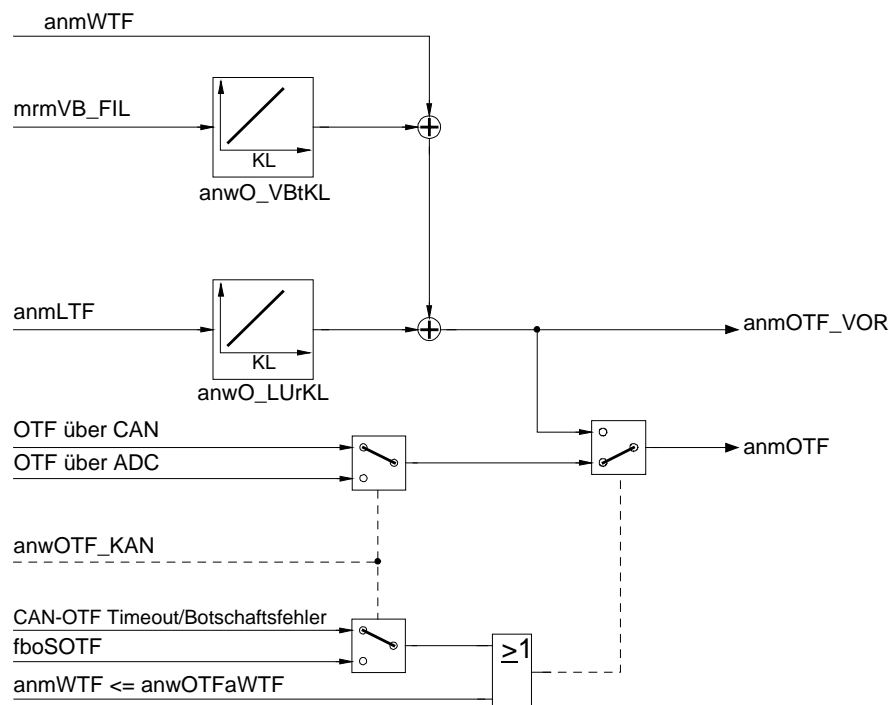 anmWTF
mrmVB_FIL
KL
anwO_VBtKL
anmLTF
KL
anwO_LUrKL
anmOTF_VOR
OTF über CAN
OTF über ADC
anmOTF
anwOTF_KAN
CAN-OTF Timeout/Botschaftsfehler
fboSOTF
anmWTF <= anwOTFaWTF
≥1